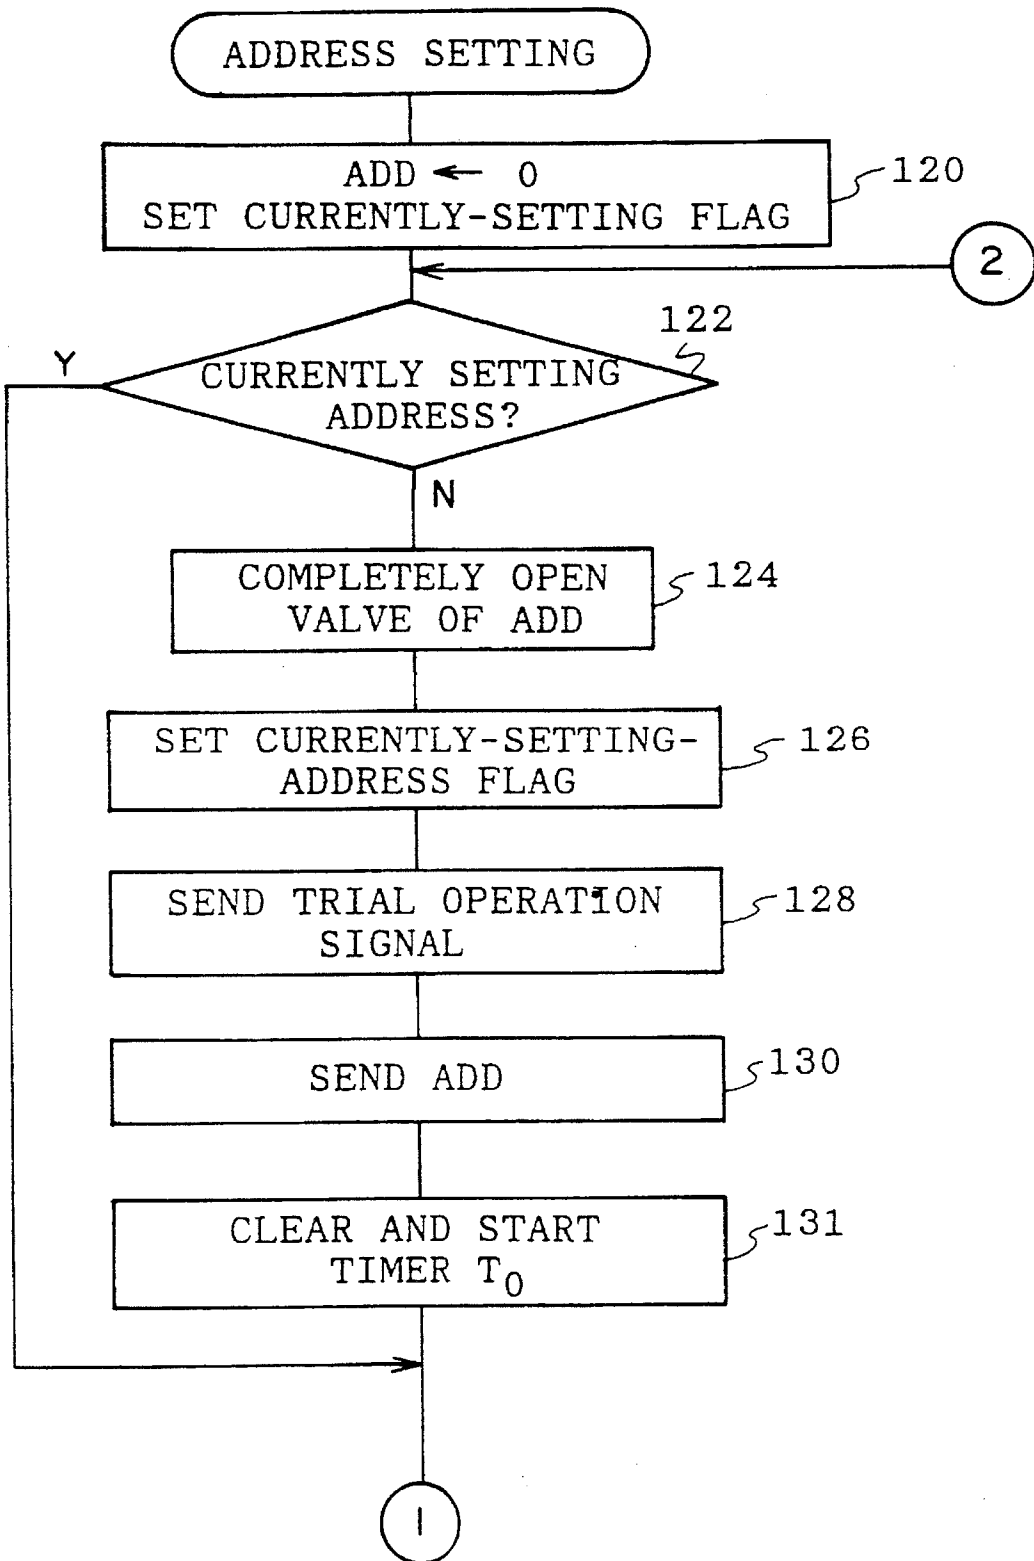 ADDRESS SETTING
ADD ← 0
SET CURRENTLY-SETTING FLAG
120
2
122
Y
CURRENTLY SETTING
ADDRESS?
N
COMPLETELY OPEN
VALVE OF ADD
124
SET CURRENTLY-SETTING-
ADDRESS FLAG
126
SEND TRIAL OPERATION
SIGNAL
128
SEND ADD
130
CLEAR AND START
TIMER T0
131
1